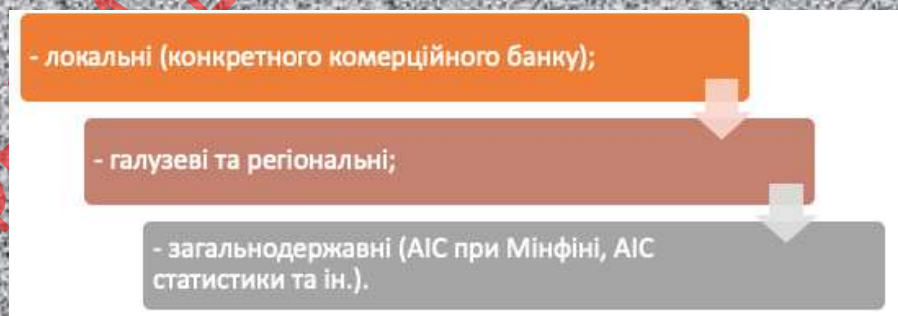 - локальні (конкретного комерційного банку);
- галузеві та регіональні;
- загальнодержавні (АІС при Мінфіні, АІС
статистики та ін.).